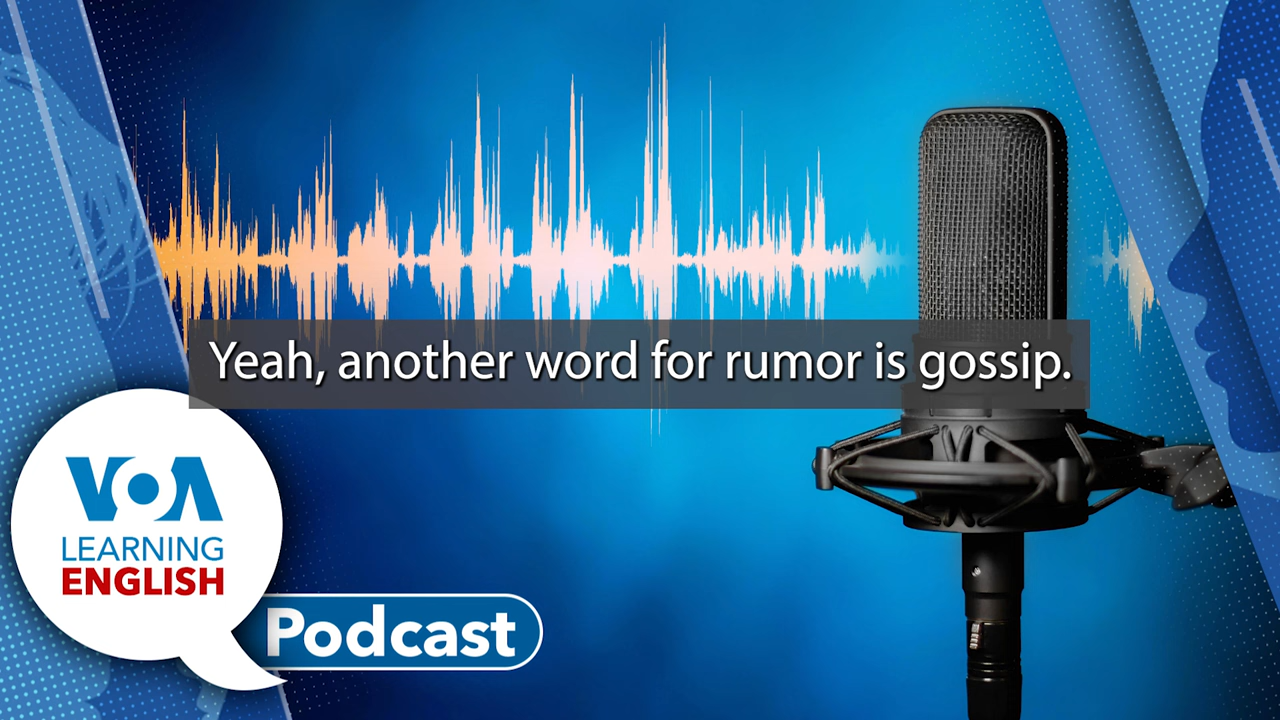 Yeah, another word for rumor is gossip.
VOA
LEARNING
ENGLISH
Podcast